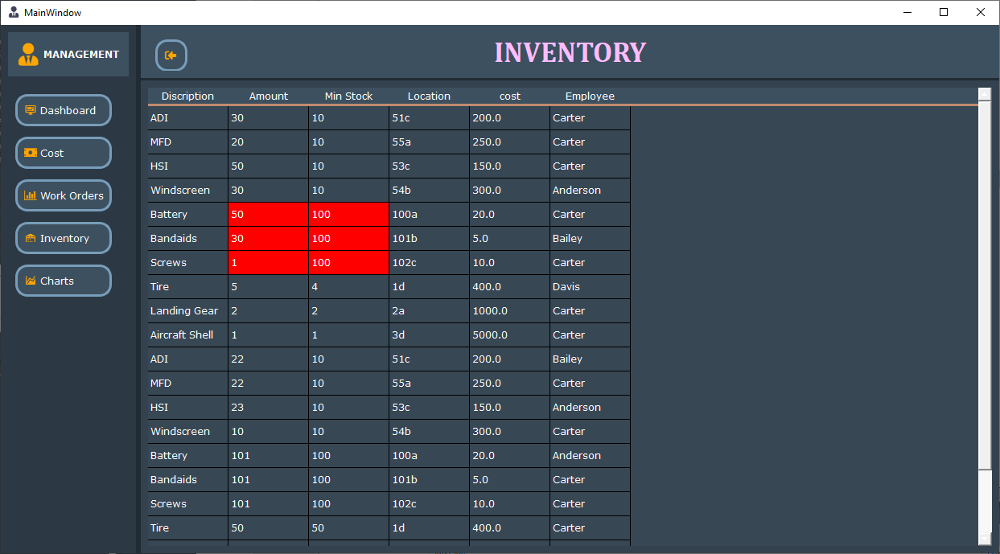 MainWindow
MANAGEMENT
INVENTORY
Dashboard
Cost
Work Orders
Inventory
Charts
Discription Amount Min Stock Location cost Employee
ADI 30 10 51c 200.0 Carter
MFD 20 10 55a 250.0 Carter
HSI 50 10 53c 150.0 Carter
Windscreen 30 10 54b 300.0 Anderson
Battery 50 100 100a 20.0 Carter
Bandaids 30 100 101b 5.0 Bailey
Screws 1 100 102c 10.0 Carter
Tire 5 4 1d 400.0 Davis
Landing Gear 2 2 2a 1000.0 Carter
Aircraft Shell 1 1 3d 5000.0 Carter
ADI 22 10 51c 200.0 Bailey
MFD 22 10 55a 250.0 Carter
HSI 23 10 53c 150.0 Anderson
Windscreen 10 10 54b 300.0 Carter
Battery 101 100 100a 20.0 Anderson
Bandaids 101 100 101b 5.0 Carter
Screws 101 100 102c 10.0 Carter
Tire 50 50 1d 400.0 Carter